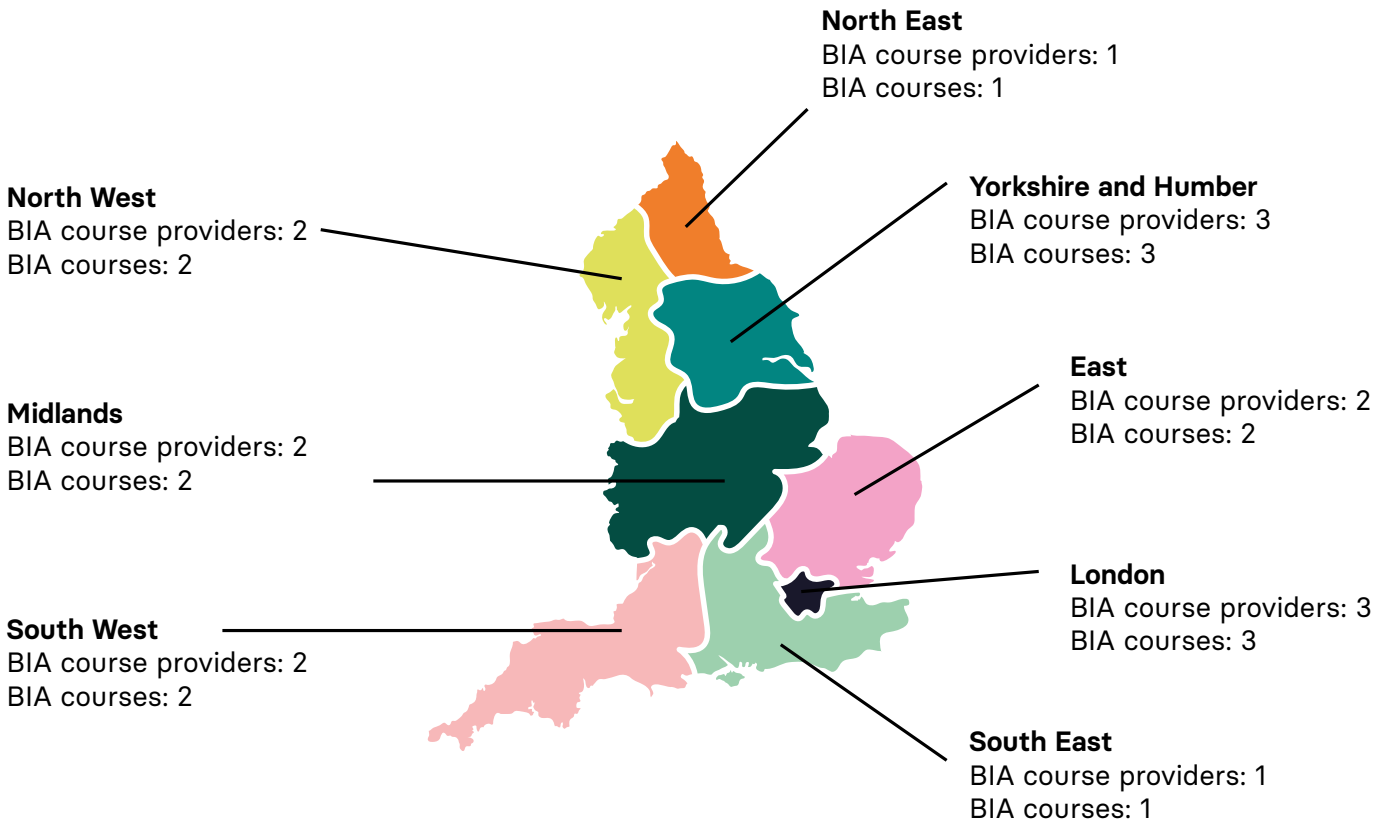 North East
BIA course providers: 1
BIA courses: 1
North West
BIA course providers: 2
BIA courses: 2
Yorkshire and Humber
BIA course providers: 3
BIA courses: 3
East
BIA course providers: 2
BIA courses: 2
Midlands
BIA course providers: 2
BIA courses: 2
London
BIA course providers: 3
BIA courses: 3
South West
BIA course providers: 2
BIA courses: 2
South East
BIA course providers: 1
BIA courses: 1